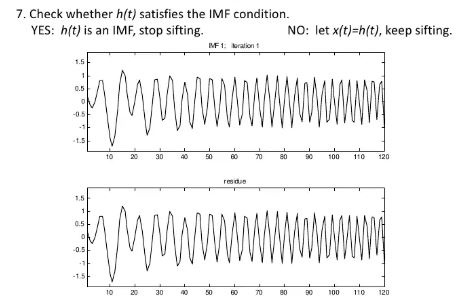 7. Check whether h(t) satisfies the IMF condition.
YES: h(t) is an IMF, stop sifting. NO: let x(t)=h(t), keep sifting.
IMF 1; Iteration 1
1.5
1
0.5
0
-0.5
-1
-1.5
10 20 30 40 50 60 70 80 90 100 110 120
residue
1.5
1
0.5
0
-0.5
-1
-1.5
10 20 30 40 50 60 70 80 90 100 110 120